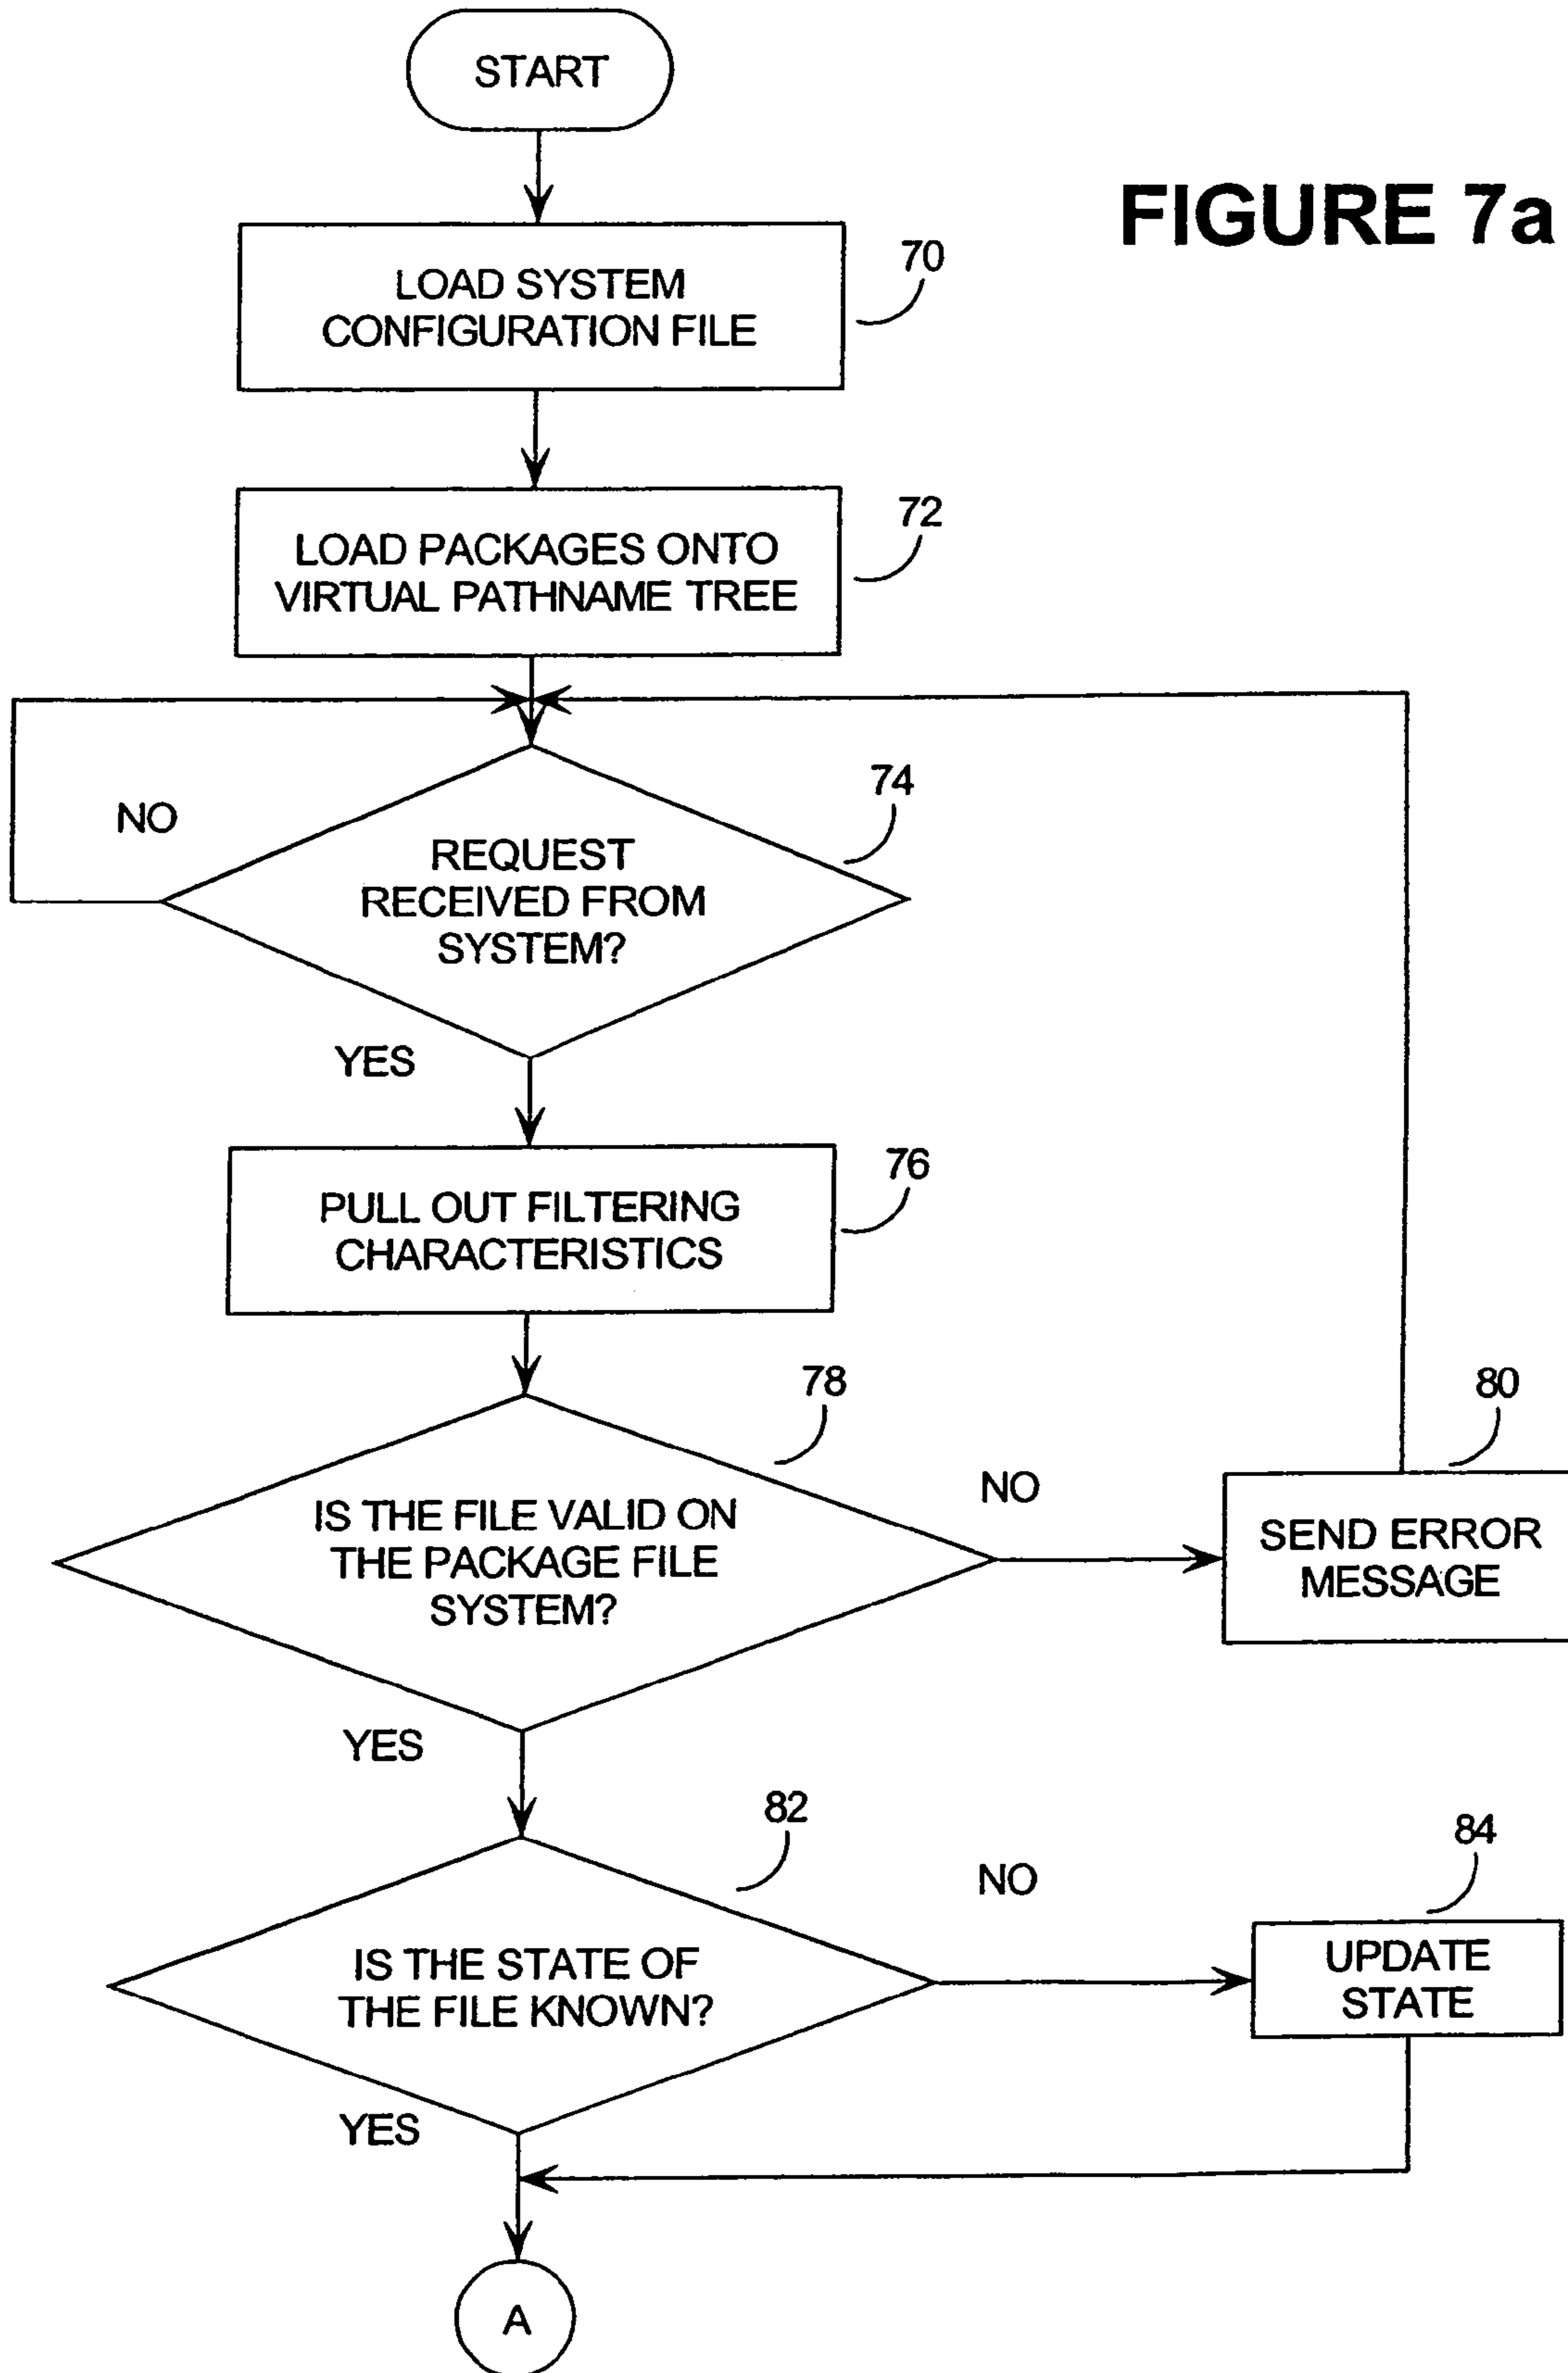 START
FIGURE 7a
70
LOAD SYSTEM
CONFIGURATION FILE
72
LOAD PACKAGES ONTO
VIRTUAL PATHNAME TREE
74
NO
REQUEST
RECEIVED FROM
SYSTEM?
YES
76
PULL OUT FILTERING
CHARACTERISTICS
78
80
NO
IS THE FILE VALID ON
THE PACKAGE FILE
SYSTEM?
SEND ERROR
MESSAGE
YES
82
84
NO
IS THE STATE OF
THE FILE KNOWN?
UPDATE
STATE
YES
A